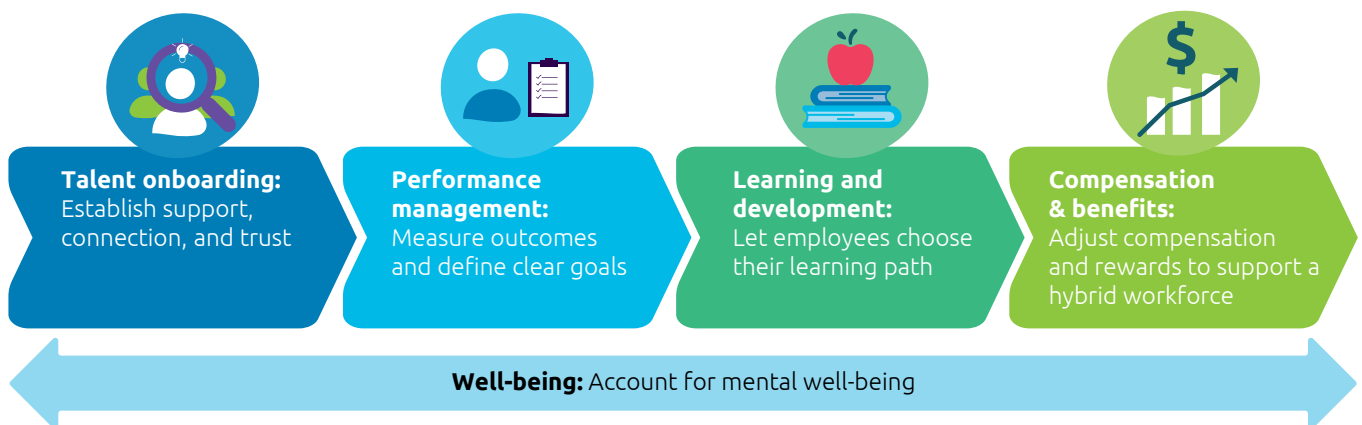 Talent onboarding:
Establish support,
connection, and trust
Performance
management:
Measure outcomes
and define clear goals
Learning and
development:
Let employees choose
their learning path
Compensation
& benefits:
Adjust compensation
and rewards to support a
hybrid workforce
Well-being: Account for mental well-being